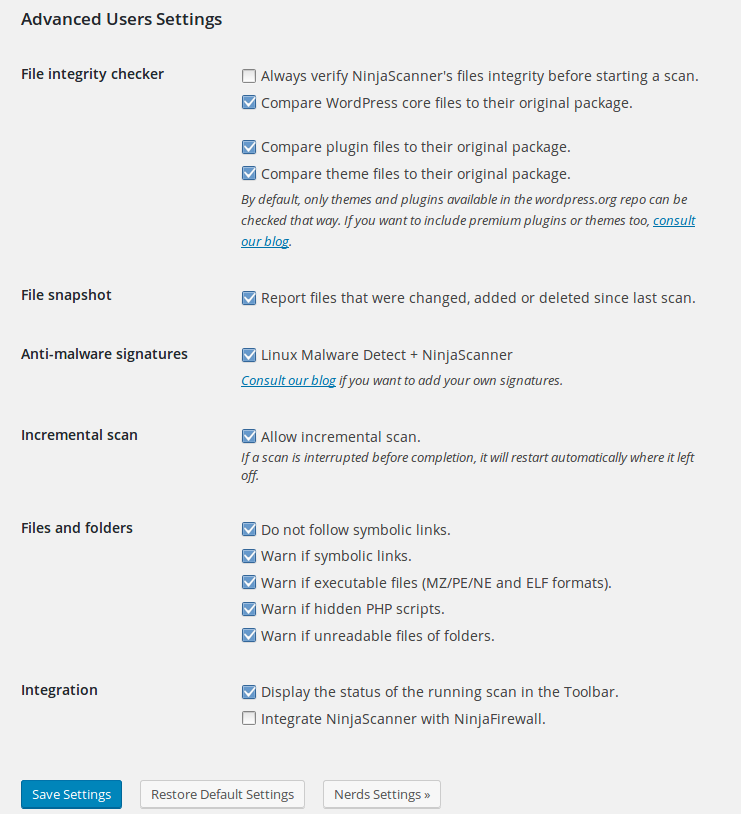 Advanced Users Settings
File integrity checker
Always verify NinjaScanner's files integrity before starting a scan.
Compare WordPress core files to their original package.
Compare plugin files to their original package.
Compare theme files to their original package.
By default, only themes and plugins available in the wordpress.org repo can be
checked that way. If you want to include premium plugins or themes too, consult
our blog.
File snapshot
Report files that were changed, added or deleted since last scan.
Anti-malware signatures
Linux Malware Detect + NinjaScanner
Consult our blog if you want to add your own signatures.
Incremental scan
Allow incremental scan.
If a scan is interrupted before completion, it will restart automatically where it left
off.
Files and folders
Do not follow symbolic links.
Warn if symbolic links.
Warn if executable files (MZ/PE/NE and ELF formats).
Warn if hidden PHP scripts.
Warn if unreadable files of folders.
Integration
Display the status of the running scan in the Toolbar.
Integrate NinjaScanner with NinjaFirewall.
Save Settings
Restore Default Settings
Nerds Settings »